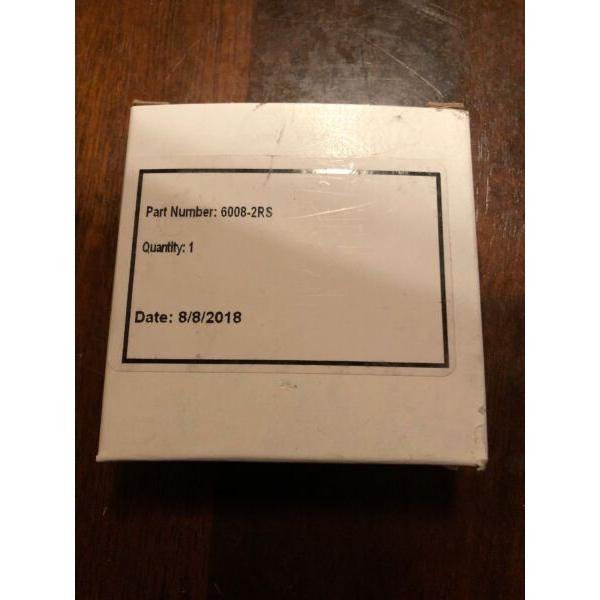 Part Number: 6008-2RS
Quantity: 1
Date: 8/8/2018